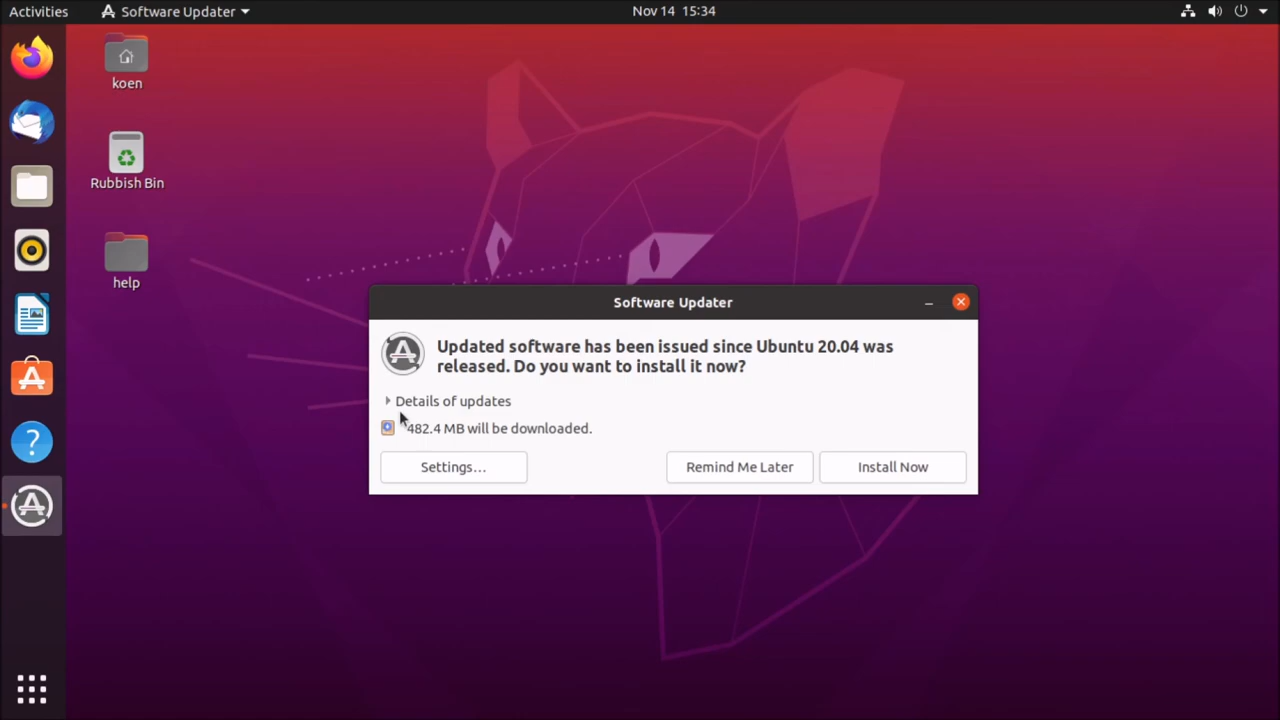 Activities
Software Updater
Nov 14 15:34
koen
Rubbish Bin
help
Software Updater
Updated software has been issued since Ubuntu 20.04 was
released. Do you want to install it now?
Details of updates
482.4 MB will be downloaded.
Settings…
Remind Me Later
Install Now